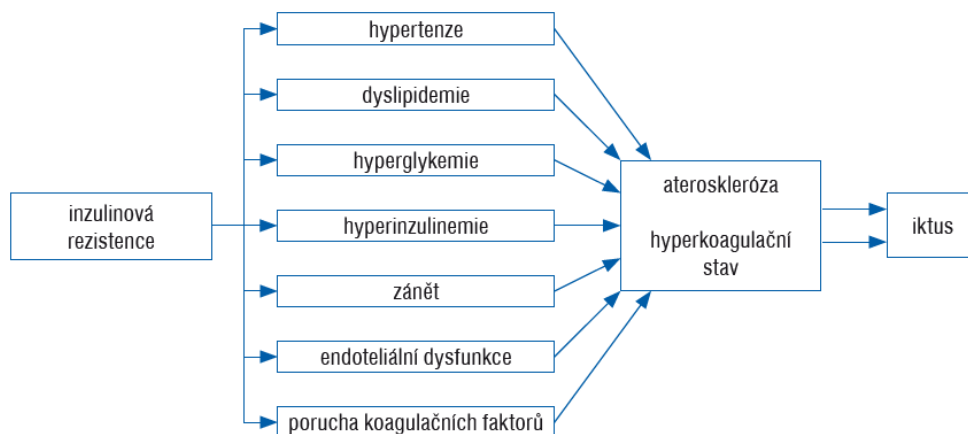 inzulinová
rezistence
hypertenze
dyslipidemie
hyperglykemie
hyperinzulinemie
zánět
endoteliální dysfunkce
porucha koagulačních faktorů
ateroskleróza
hyperkoagulační
stav
iktus